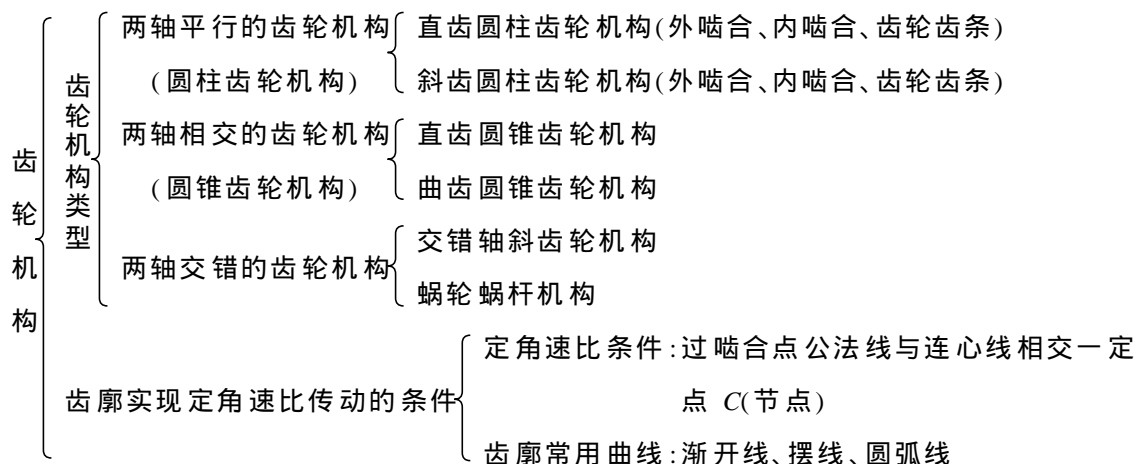 齿轮机构
齿轮机构类型
两轴平行的齿轮机构
(圆柱齿轮机构)
直齿圆柱齿轮机构(外啮合、内啮合、齿轮齿条)
斜齿圆柱齿轮机构(外啮合、内啮合、齿轮齿条)
两轴相交的齿轮机构
(圆锥齿轮机构)
直齿圆锥齿轮机构
曲齿圆锥齿轮机构
两轴交错的齿轮机构
交错轴斜齿轮机构
蜗轮蜗杆机构
齿廓实现定角速比传动的条件
定角速比条件:过啮合点公法线与连心线相交一定
点 C(节点)
齿廓常用曲线:渐开线、摆线、圆弧线